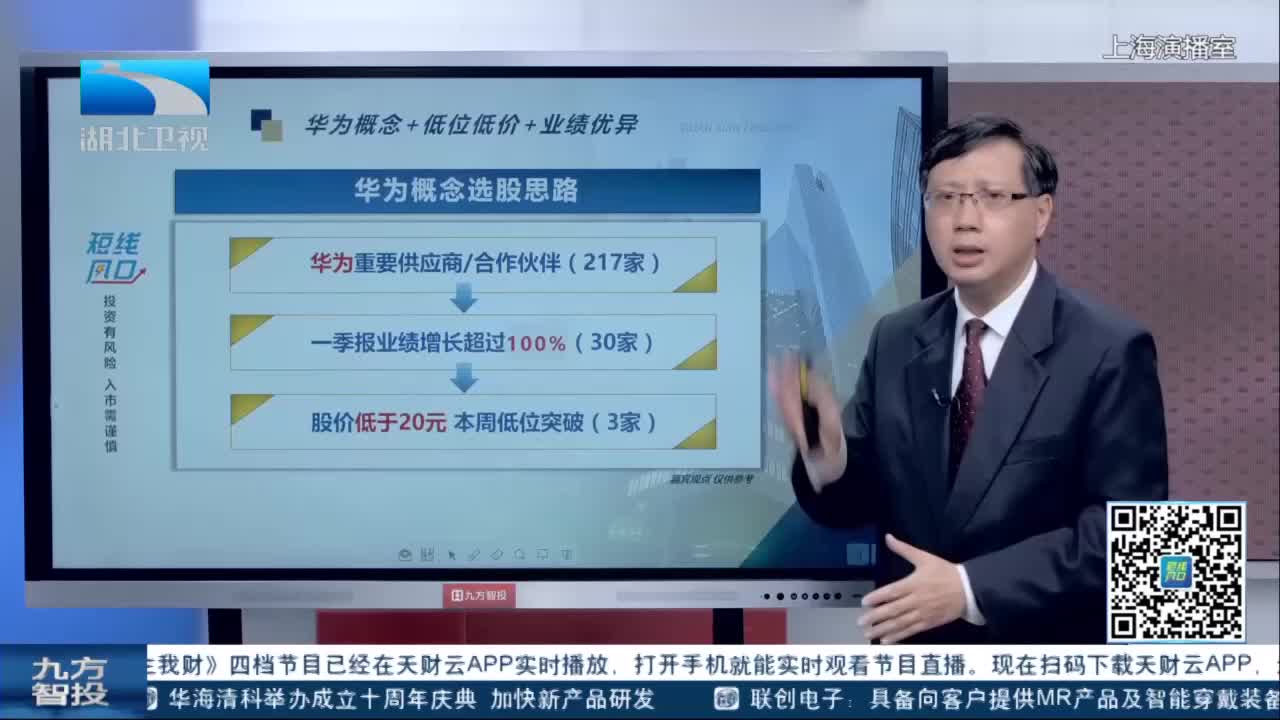 上海演播室
湖北卫视
华为概念+低位低价+业绩优异
华为概念选股思路
短线
风口
投资有风险 入市需谨慎
华为重要供应商/合作伙伴（217家）
一季报业绩增长超过100%（30家）
股价低于20元 本周低位突破（3家）
嘉宾观点 仅供参考
九方智投
短线
风口
九方
智投
主我财》四档节目已经在天财云APP实时播放，打开手机就能实时观看节目直播。现在扫码下载天财云APP，
华海清科举办成立十周年庆典 加快新产品研发
联创电子：具备向客户提供MR产品及智能穿戴装备